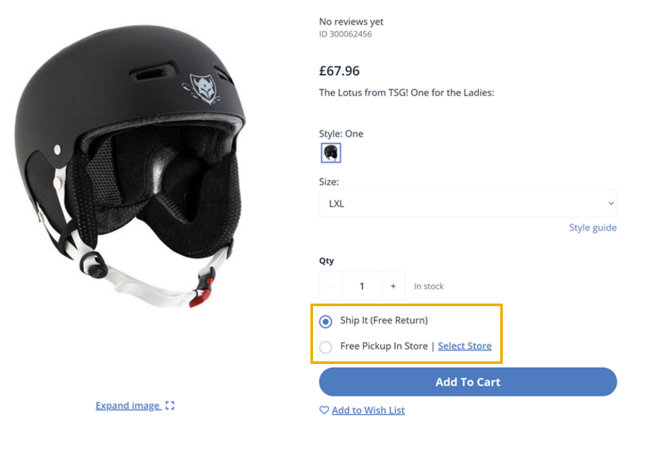 No reviews yet
ID 300062456
£67.96
The Lotus from TSG! One for the Ladies:
Style: One
Size:
LXL
Style guide
Qty
- 1 + In stock
Ship It (Free Return)
Free Pickup In Store | Select Store
Add To Cart
Expand image
Add to Wish List